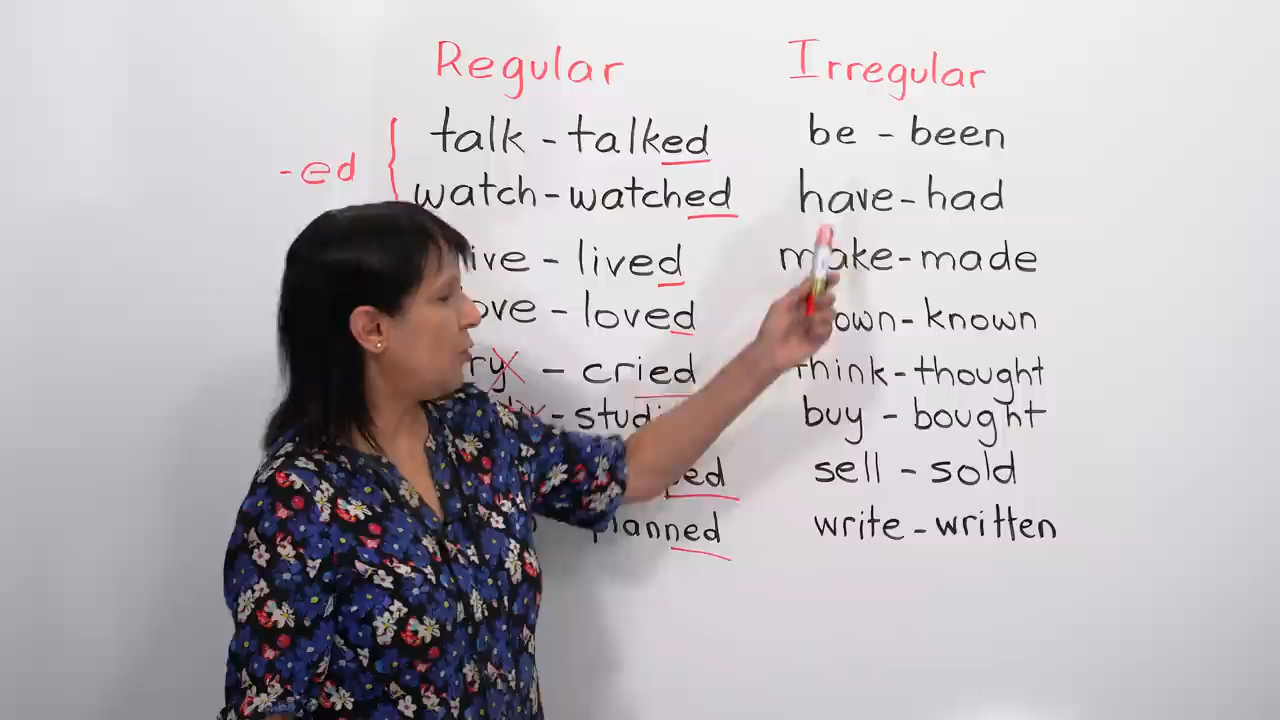 Regular
-ed
talk - talked
watch - watched
- lived
- loved
- cried
-
planned
Irregular
be - been
have - had
make - made
- known
think - thought
buy - bought
sell - sold
write - written